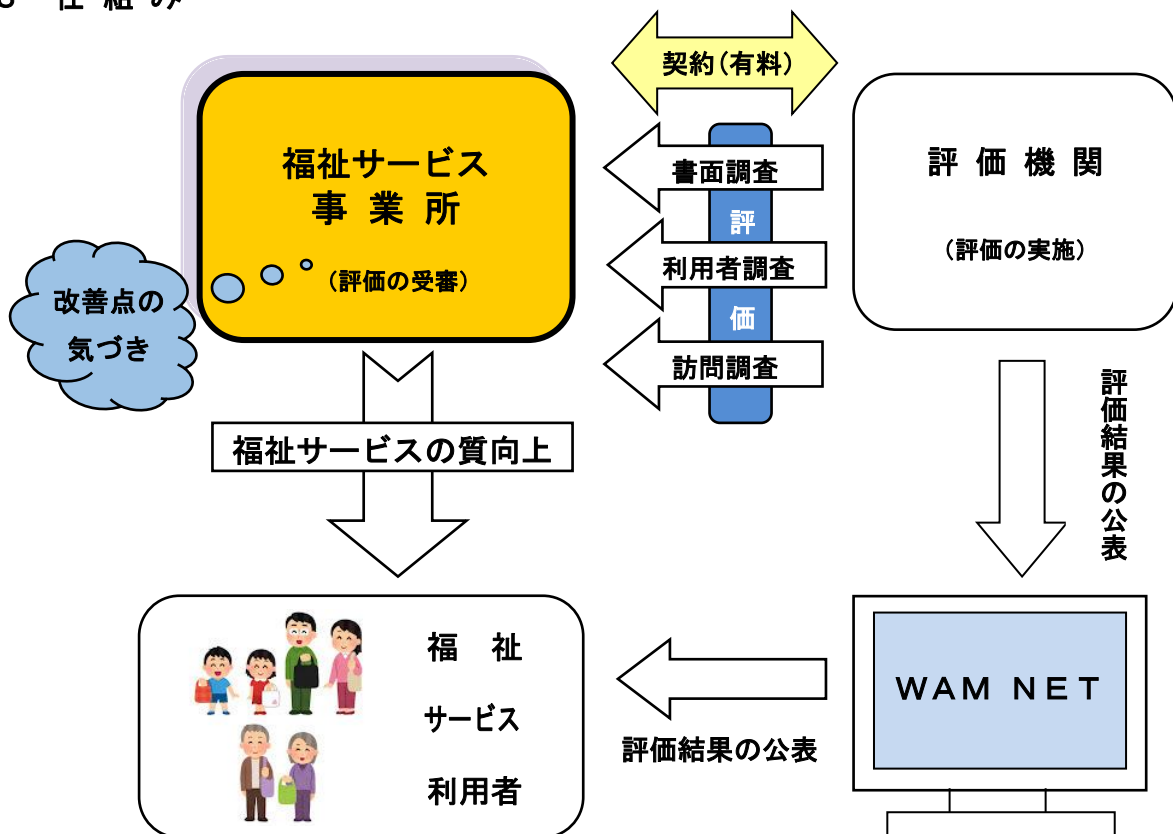 仕 組 み
契約(有料)
福祉サービス
事 業 所
(評価の受審)
改善点の
気づき
書面調査
評
利用者調査
価
訪問調査
評 価 機 関
(評価の実施)
福祉サービスの質向上
評価結果の公表
福 祉
サービス
利用者
評価結果の公表
WAM NET